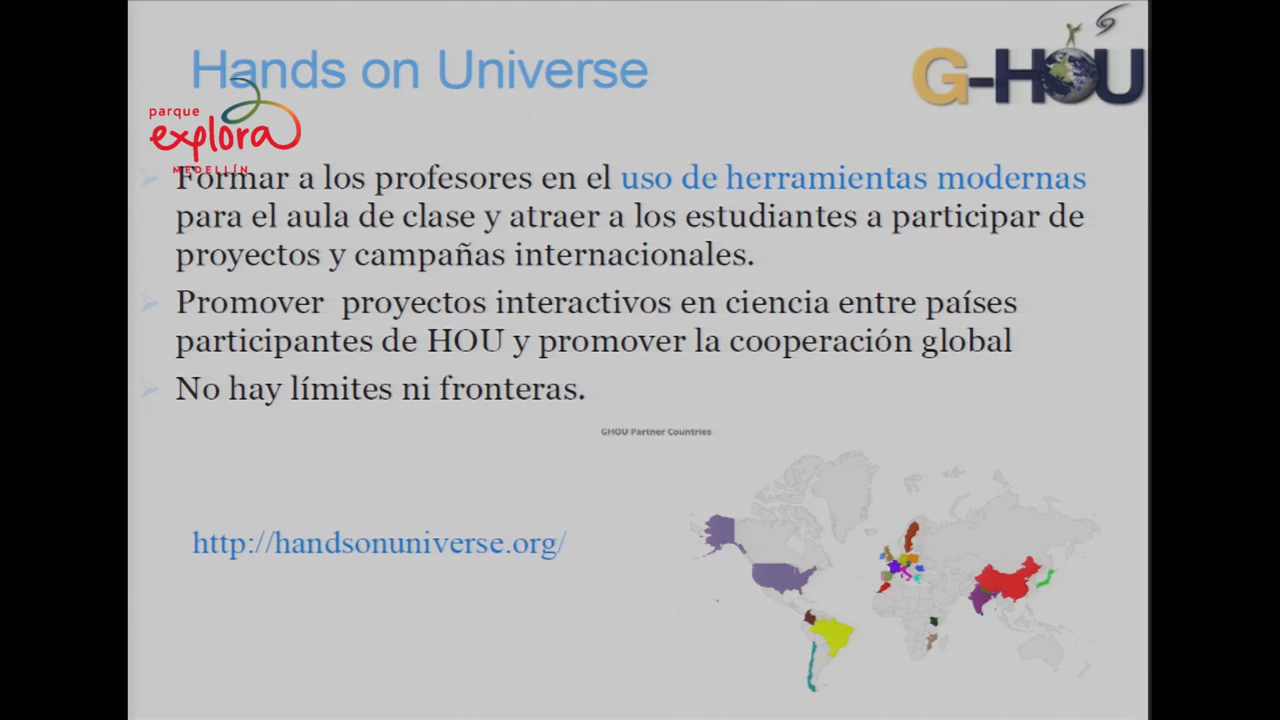 Hands on Universe
G-HOU
parque
explora
MEDELLÍN
Formar a los profesores en el uso de herramientas modernas
para el aula de clase y atraer a los estudiantes a participar de
proyectos y campañas internacionales.
Promover proyectos interactivos en ciencia entre países
participantes de HOU y promover la cooperación global
No hay límites ni fronteras.
GHOU Partner Countries
http://handsonuniverse.org/